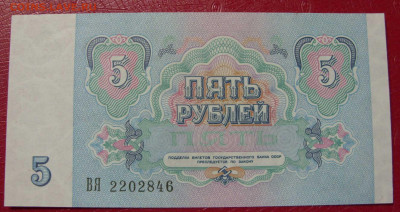 5 ПЯТЬ РУБЛЕЙ 5
ПОДДЕЛКА БИЛЕТОВ ГОСУДАРСТВЕННОГО БАНКА СССР
ПРЕСЛЕДУЕТСЯ ПО ЗАКОНУ
5
ВЯ 2202846